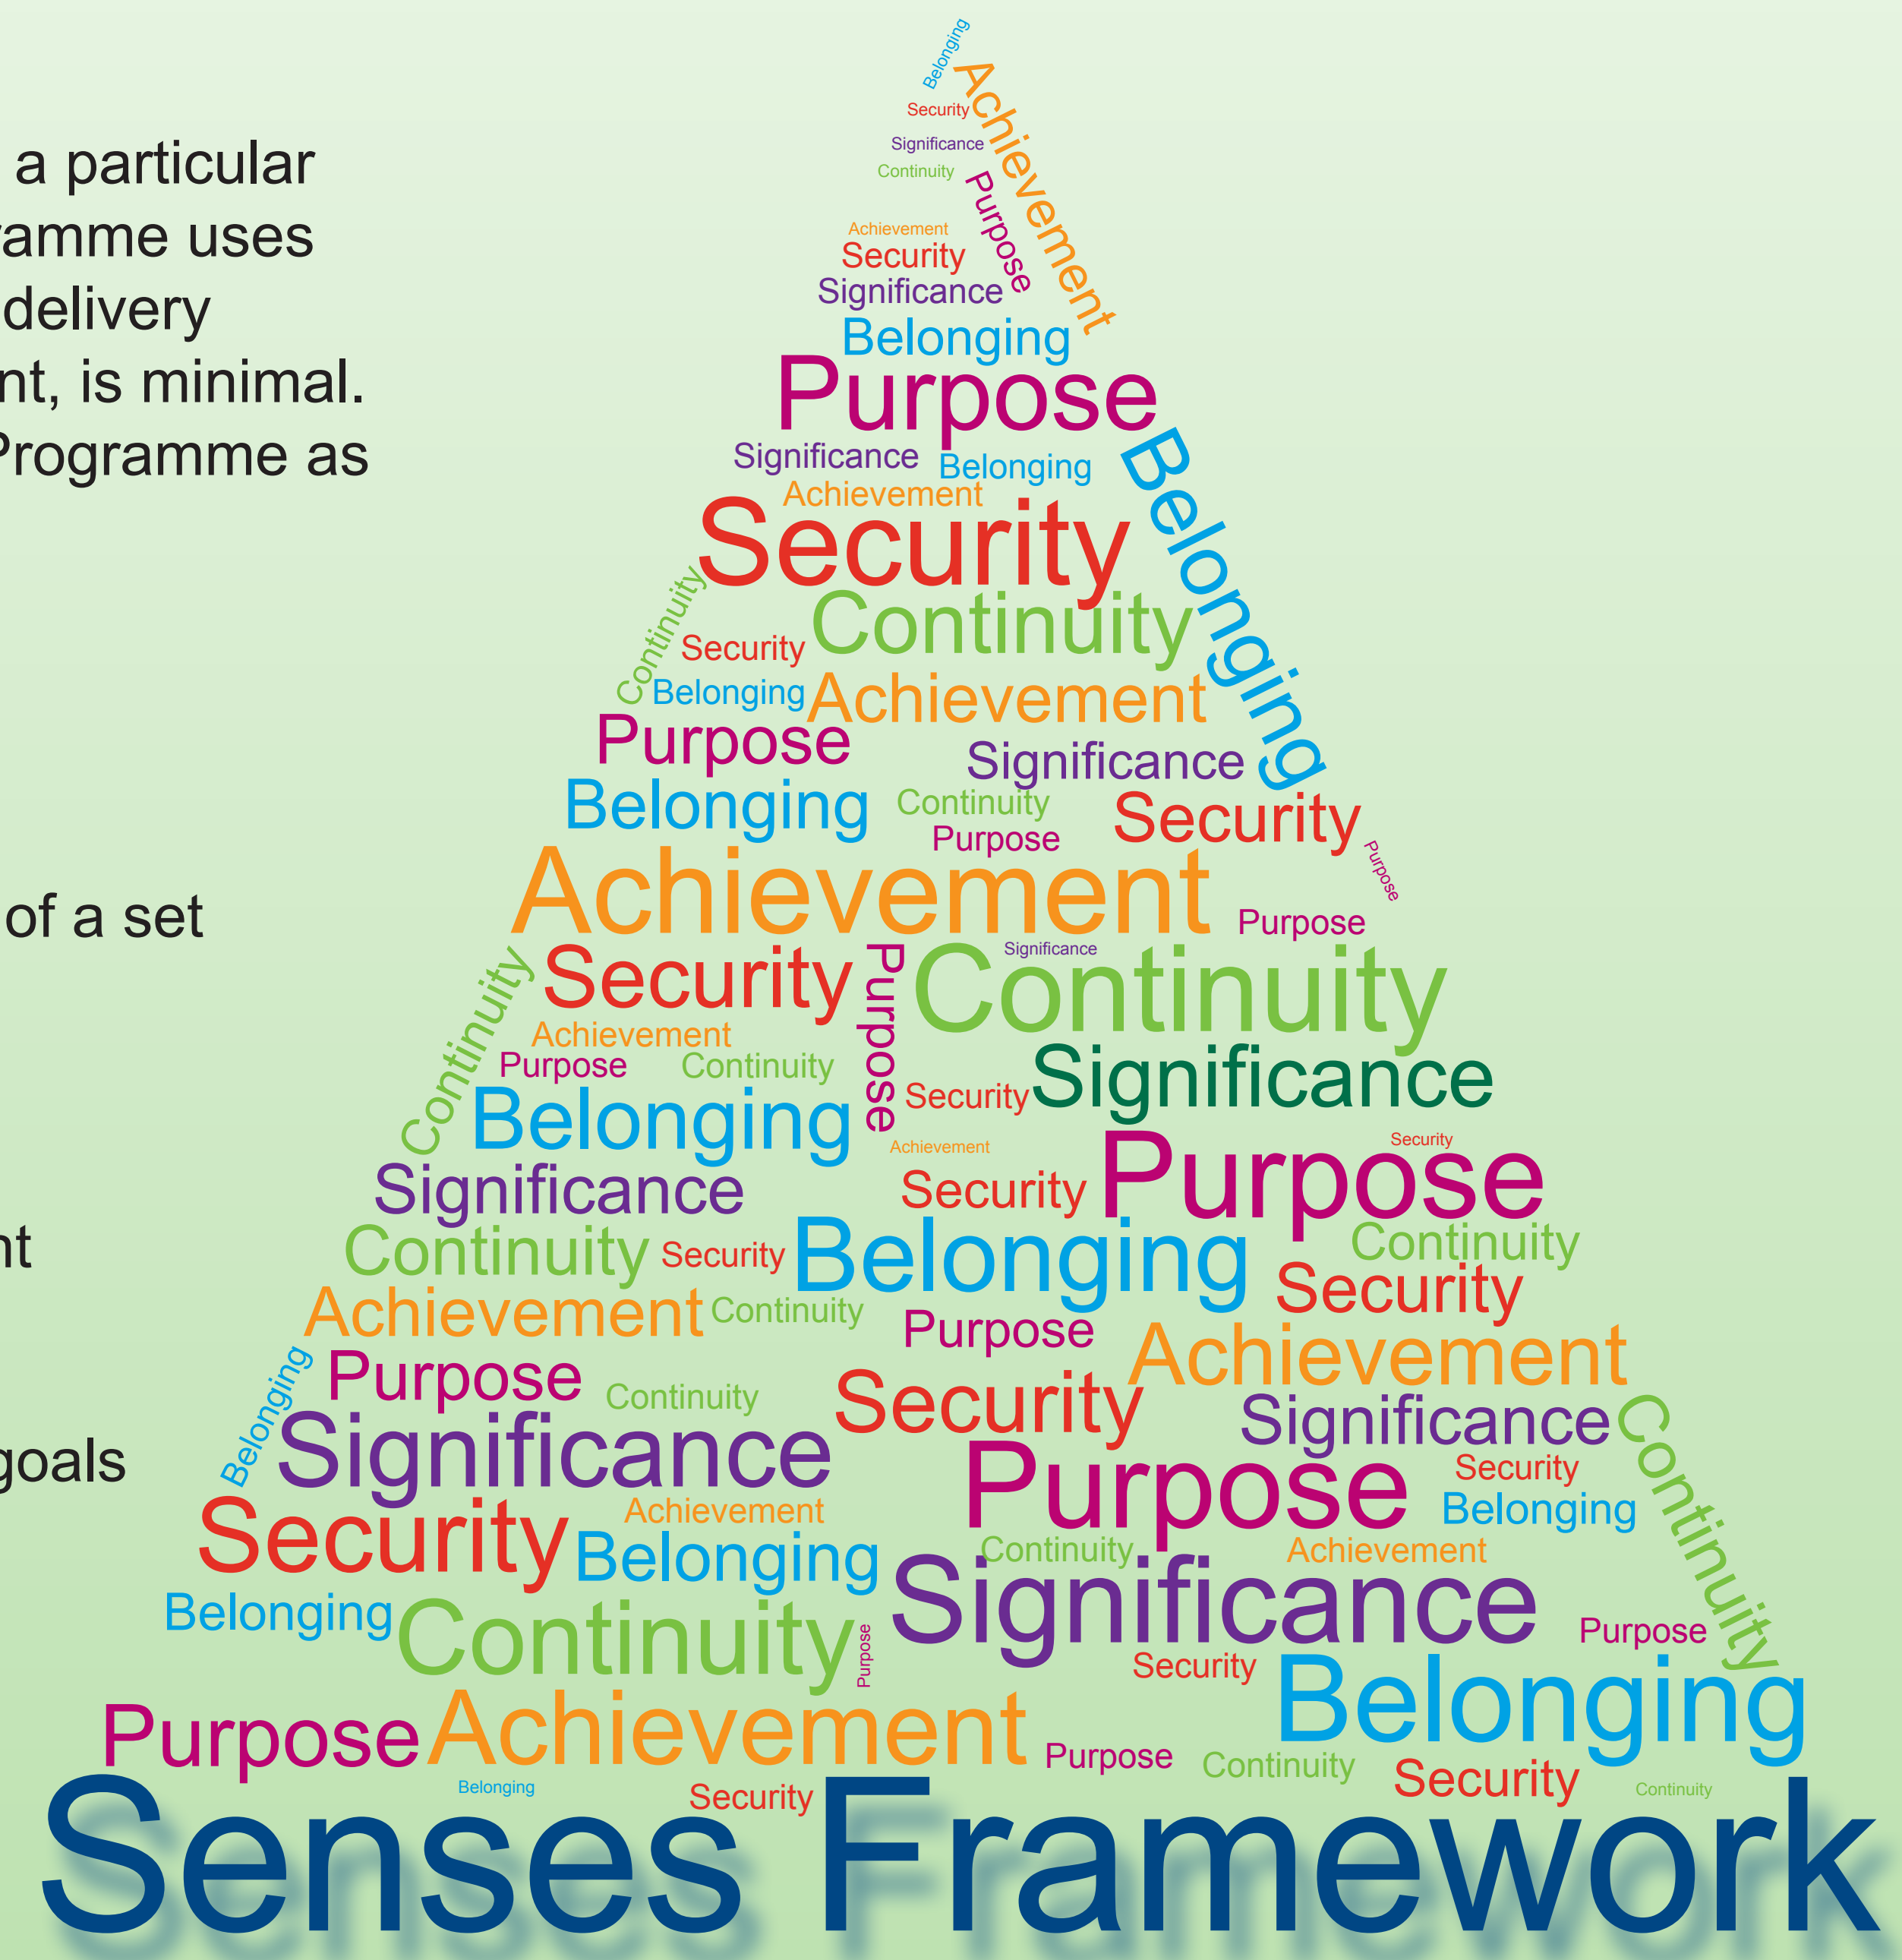 a particular
ramme uses
delivery
nt, is minimal.
Programme as
of a set
nt
goals
Belonging
Achievement
Security
Significance
Continuity
Purpose
Achievement
Security
Significance
Belonging
Purpose
Belonging
Significance Belonging
Achievement
Security
Continuity
Continuity
Security
Belonging Achievement
Purpose Significance
Belonging Continuity Security
Purpose
Purpose
Achievement Purpose
Significance
Continuity Security Purpose Continuity
Achievement
Purpose Continuity
Significance
Security
Belonging
Achievement Security
Purpose
Significance Security
Continuity Security Belonging Continuity
Security
Achievement Continuity
Purpose Achievement
Belonging Purpose Continuity
Security Significance Continuity
Significance
Purpose Security
Belonging
Security Achievement
Belonging Continuity Achievement
Significance
Belonging Continuity Purpose Purpose
Security
Belonging
Purpose Achievement Purpose Continuity Security
Belonging Security Continuity
Senses Framework